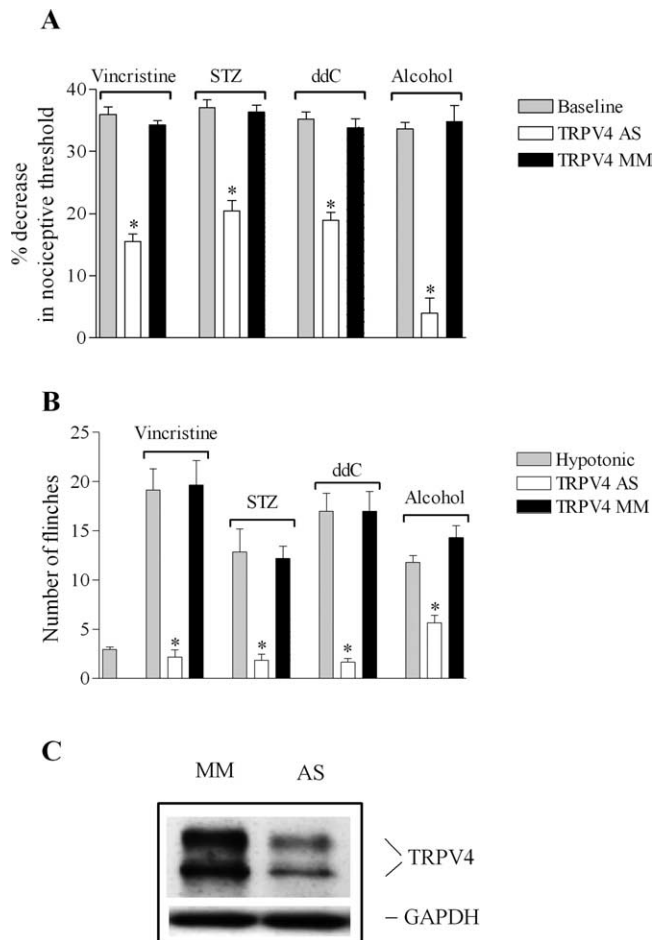 A
Vincristine STZ ddC Alcohol
Baseline
TRPV4 AS
TRPV4 MM
% decrease
in nociceptive threshold
40
30
20
10
0
* * * *
B
Vincristine
STZ
ddC
Alcohol
Hypotonic
TRPV4 AS
TRPV4 MM
Number of flinches
25
20
15
10
5
0
* * * *
C
MM AS
TRPV4
GAPDH